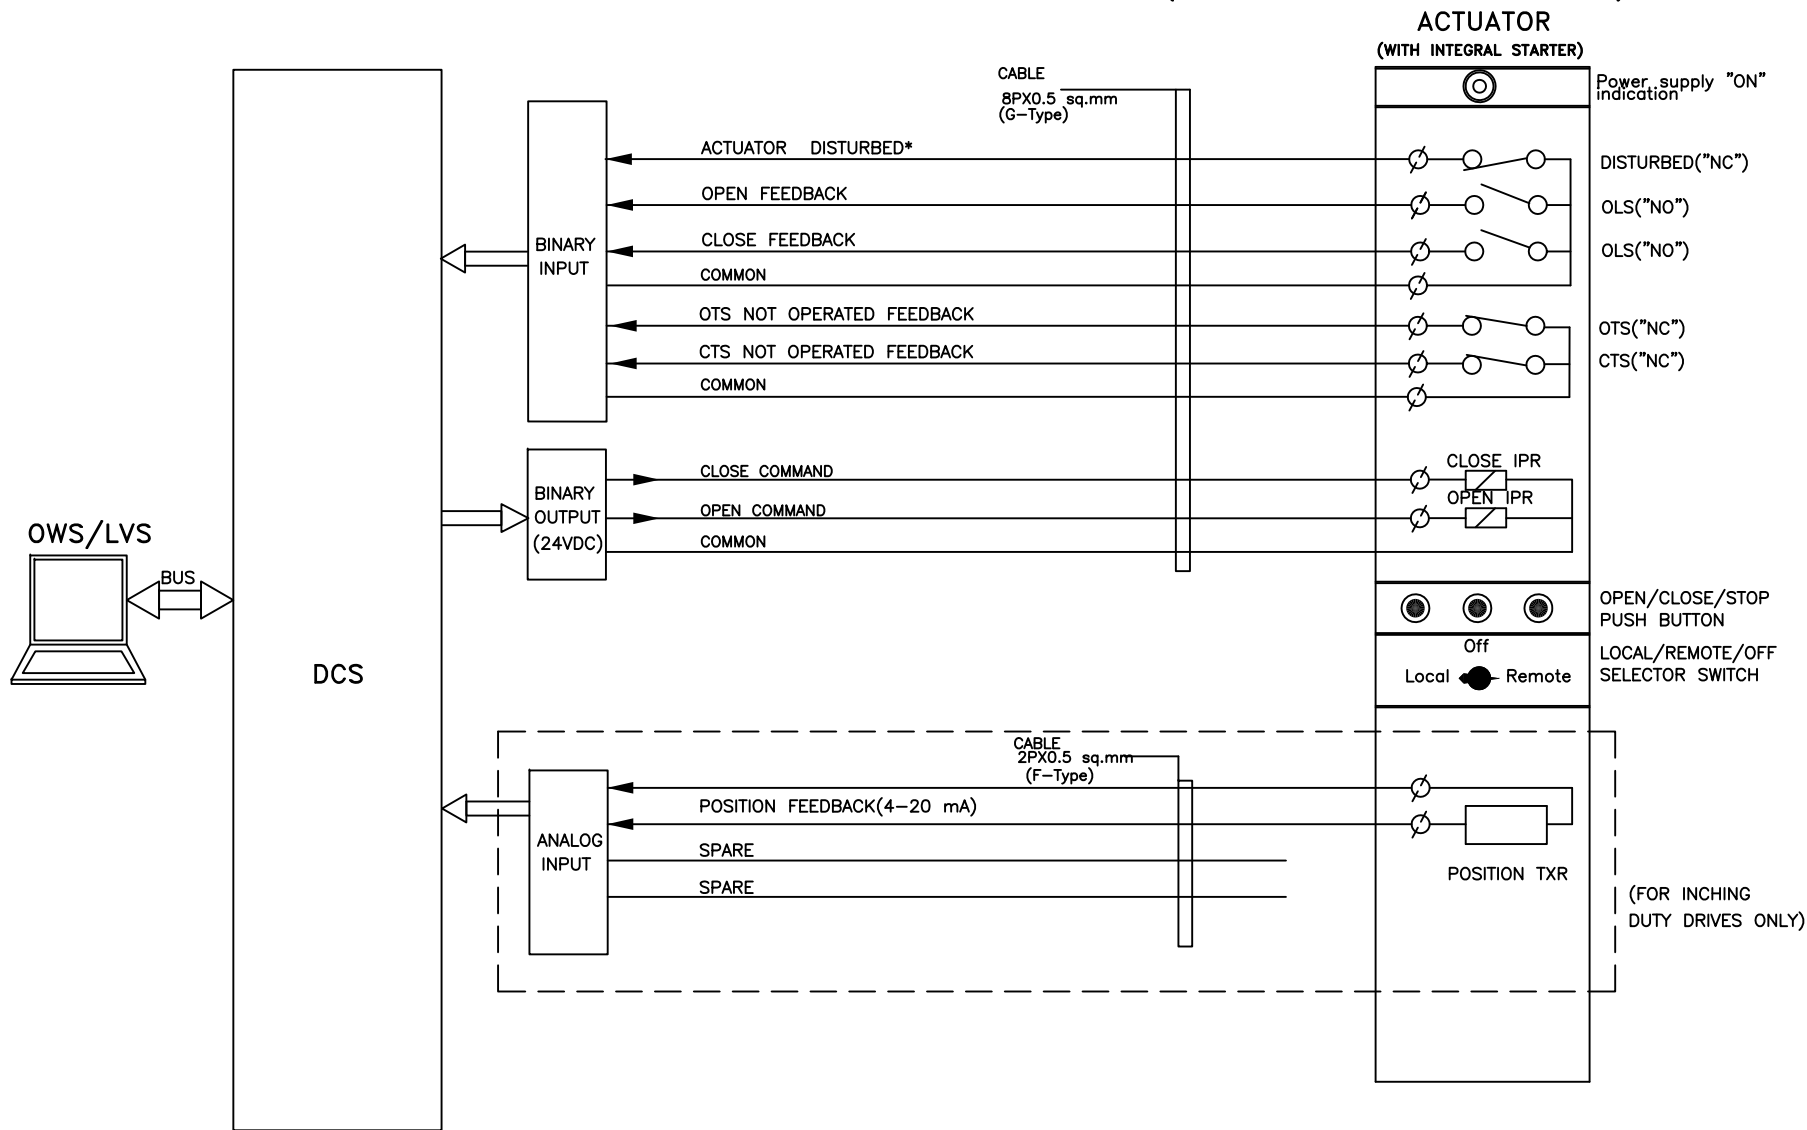 ACTUATOR
(WITH INTEGRAL STARTER)
Power supply "ON"
indication
CABLE
8PX0.5 sq.mm
(G-Type)
ACTUATOR DISTURBED*
DISTURBED("NC")
OPEN FEEDBACK
OLS("NO")
CLOSE FEEDBACK
OLS("NO")
BINARY
INPUT
COMMON
OTS NOT OPERATED FEEDBACK
OTS("NC")
CTS NOT OPERATED FEEDBACK
CTS("NC")
COMMON
CLOSE COMMAND
CLOSE IPR
BINARY
OUTPUT
(24VDC)
OPEN COMMAND
OPEN IPR
COMMON
OWS/LVS
BUS
DCS
OPEN/CLOSE/STOP
PUSH BUTTON
Off
Local Remote
LOCAL/REMOTE/OFF
SELECTOR SWITCH
CABLE
2PX0.5 sq.mm
(F-Type)
POSITION FEEDBACK(4-20 mA)
ANALOG
INPUT
SPARE
SPARE
POSITION TXR
(FOR INCHING
DUTY DRIVES ONLY)